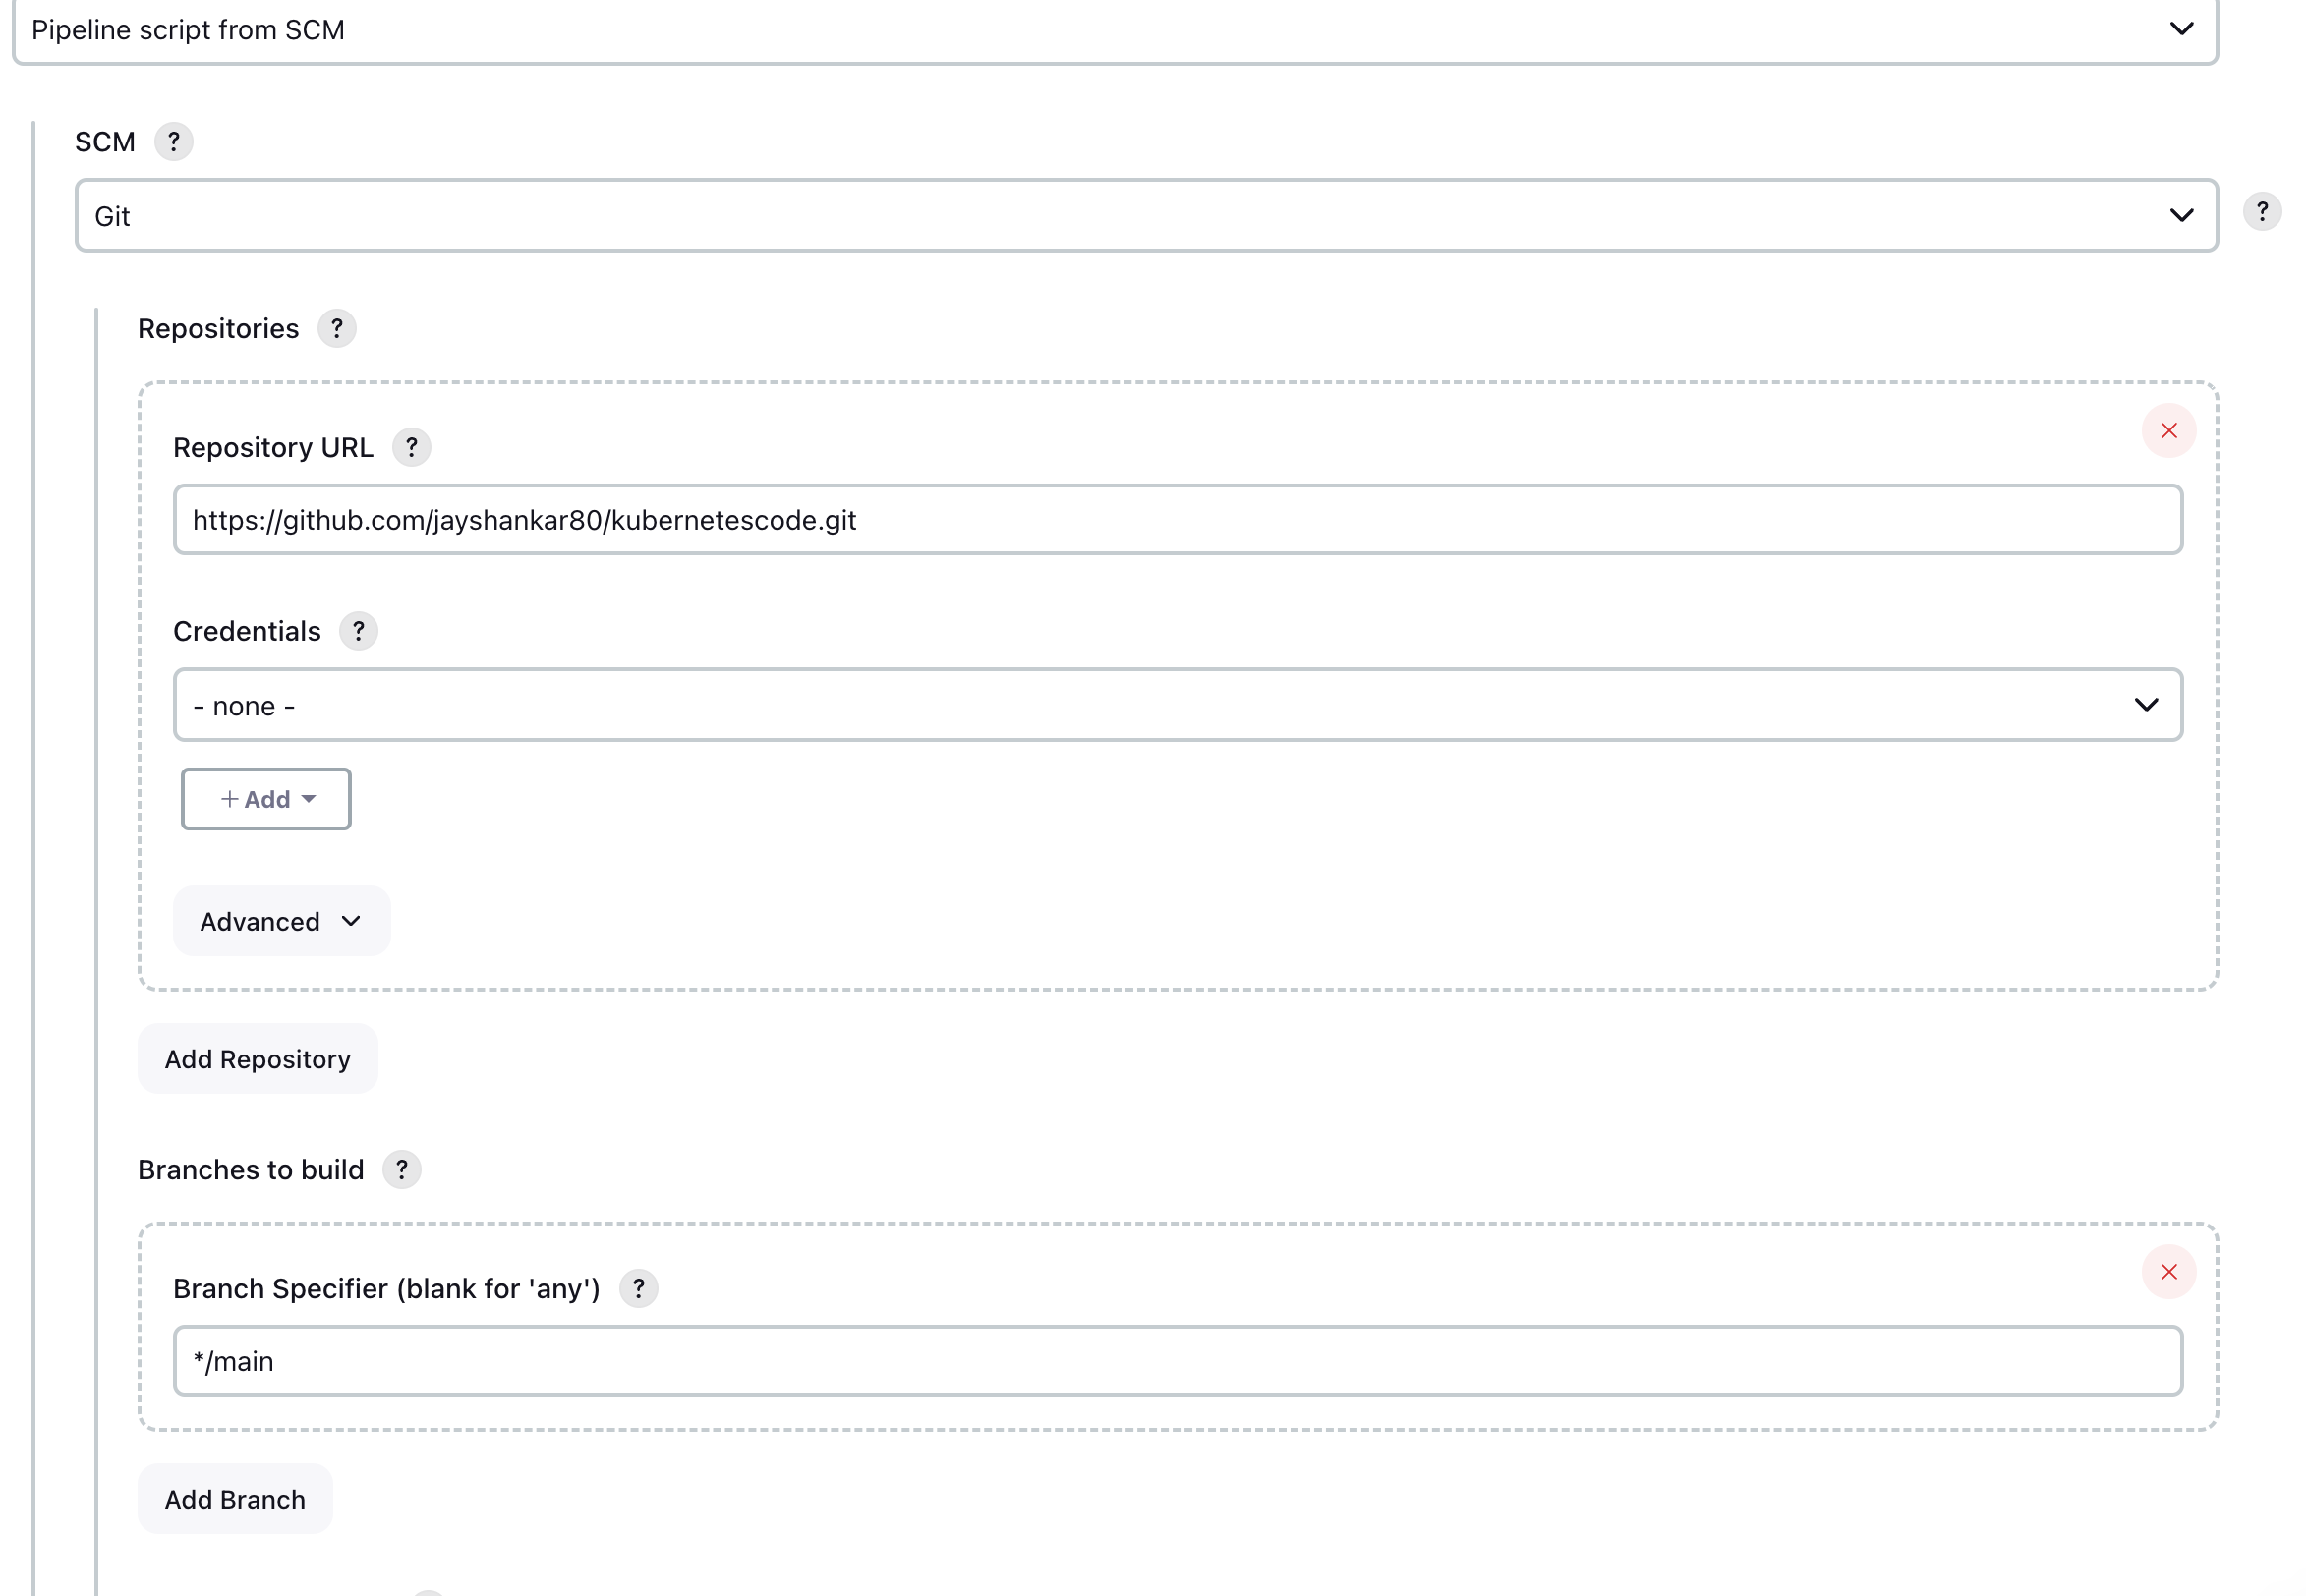 Pipeline script from SCM
SCM ?
Git
?
Repositories ?
Repository URL ?
https://github.com/jayshankar80/kubernetescode.git
Credentials ?
- none -
+ Add
Advanced
Add Repository
Branches to build ?
Branch Specifier (blank for 'any') ?
*/main
Add Branch